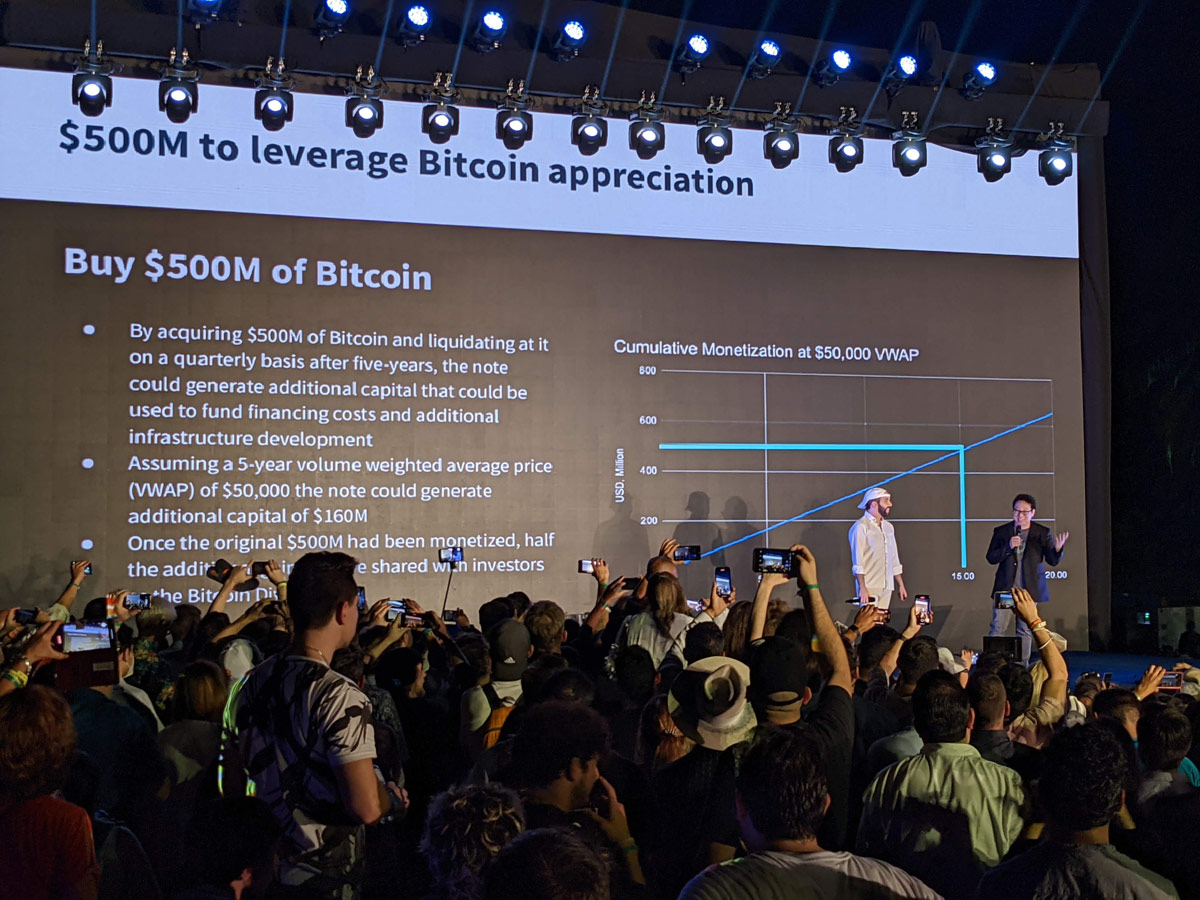 $500M to leverage Bitcoin appreciation
Buy $500M of Bitcoin
By acquiring $500M of Bitcoin and liquidating at it
on a quarterly basis after five-years, the note
could generate additional capital that could be
used to fund financing costs and additional
infrastructure development
Assuming a 5-year volume weighted average price
(VWAP) of $50,000 the note could generate
additional capital of $160M
Once the original $500M had been monetized, half
the shared with investors
the Bitcoin
Cumulative Monetization at $50,000 VWAP
800
600
400
200
USD, Million
15.00
20.00